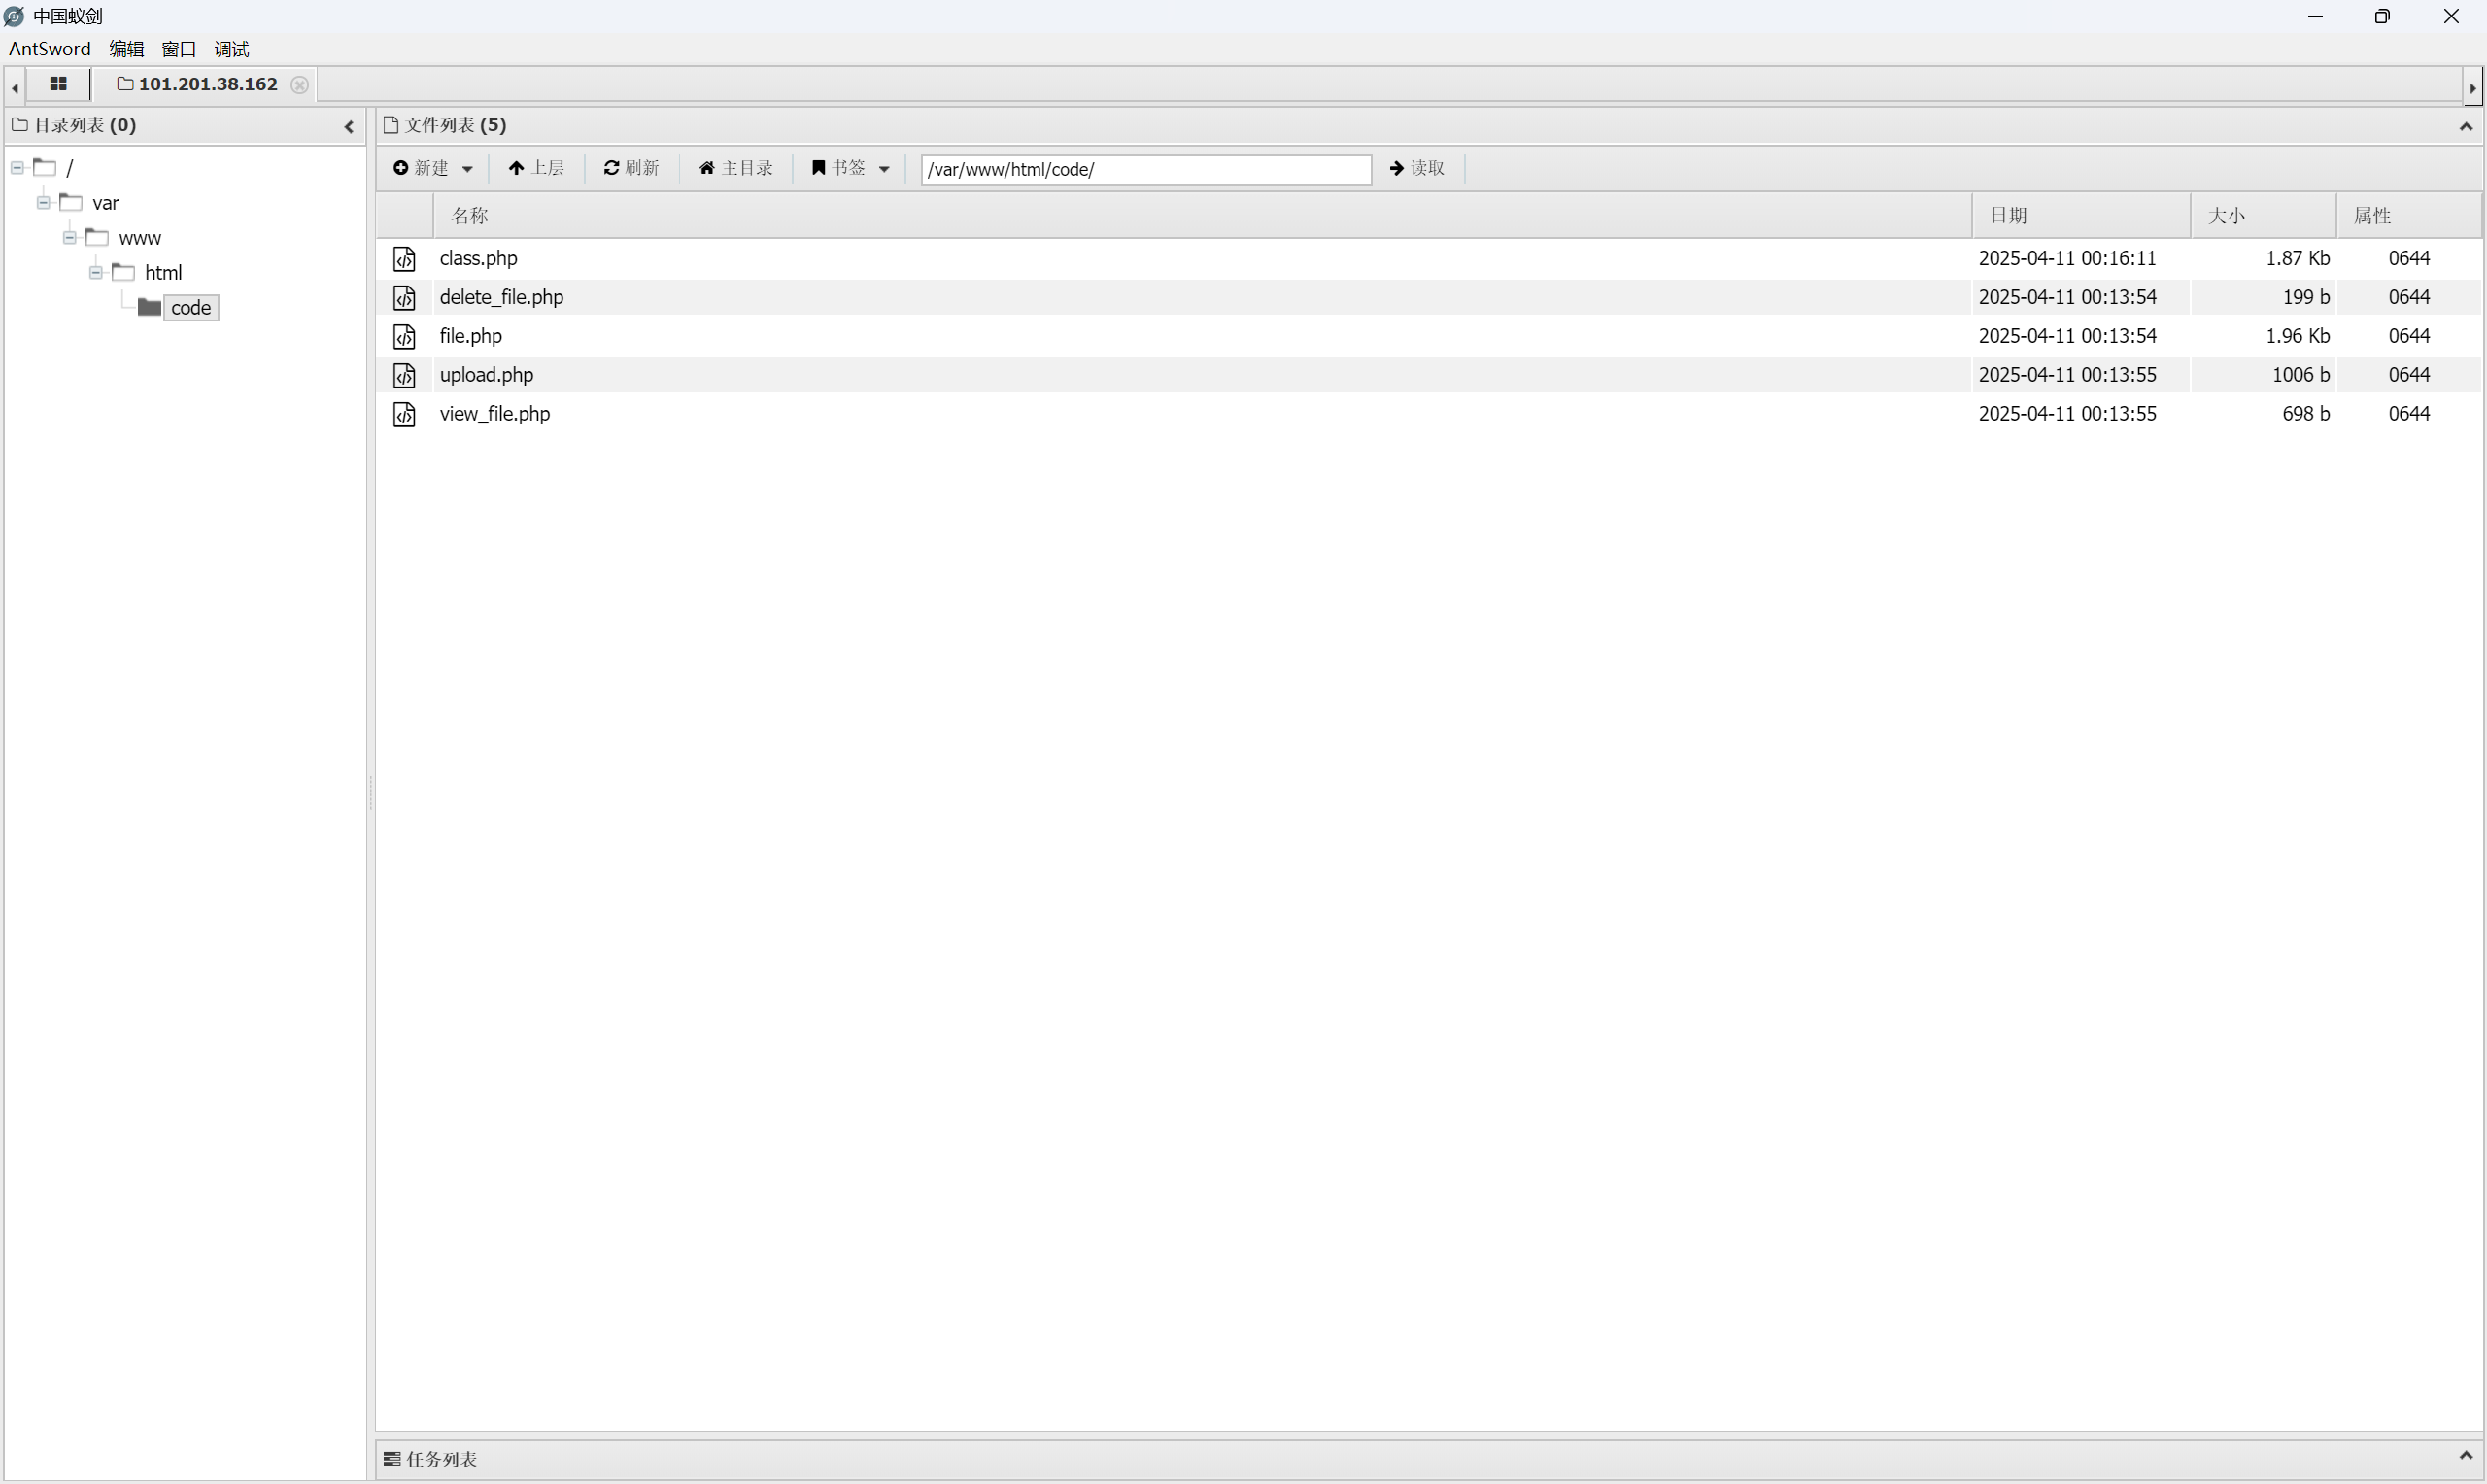 中国蚁剑
AntSword 编辑 窗口 调试
101.201.38.162
目录列表 (0)
/
var
www
html
code
文件列表 (5)
新建 上层 刷新 主目录 书签 /var/www/html/code/ 读取
名称 日期 大小 属性
class.php 2025-04-11 00:16:11 1.87 Kb 0644
delete_file.php 2025-04-11 00:13:54 199 b 0644
file.php 2025-04-11 00:13:54 1.96 Kb 0644
upload.php 2025-04-11 00:13:55 1006 b 0644
view_file.php 2025-04-11 00:13:55 698 b 0644
任务列表